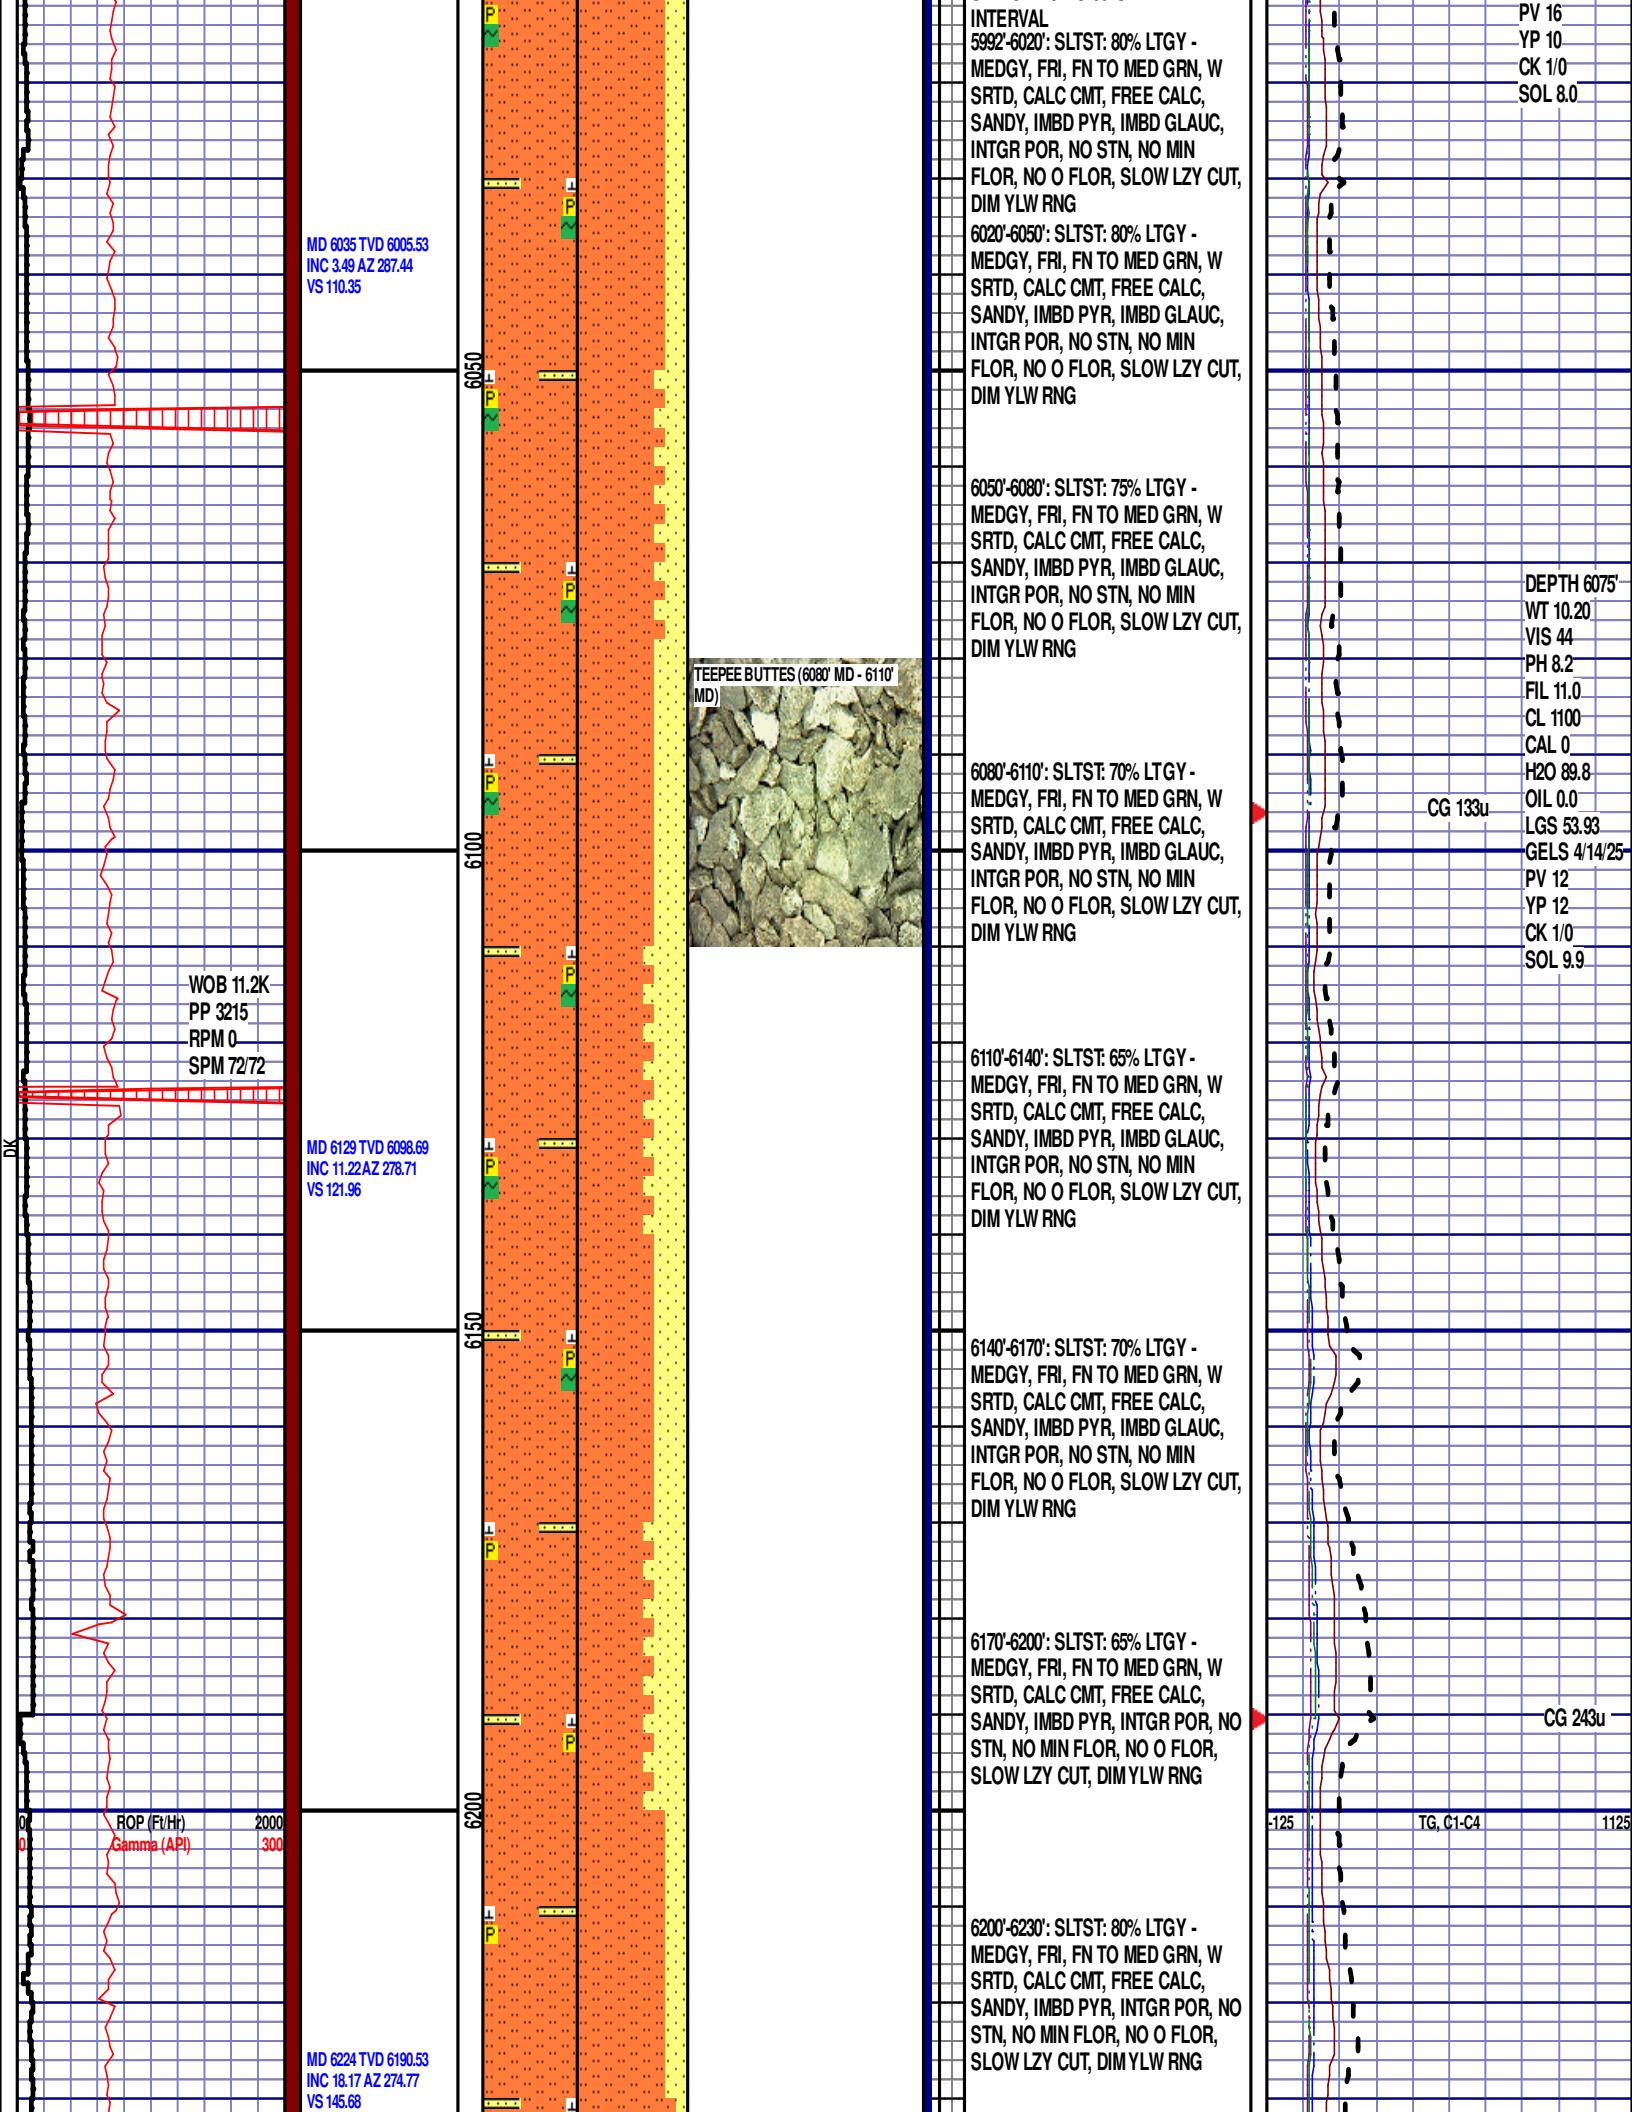 INTERVAL
5992'-6020': SLTST: 80% LTGY -
MEDGY, FRI, FN TO MED GRN, W
SRTD, CALC CMT, FREE CALC,
SANDY, IMBD PYR, IMBD GLAUC,
INTGR POR, NO STN, NO MIN
FLOR, NO O FLOR, SLOW LZY CUT,
DIM YLW RNG
6020'-6050': SLTST: 80% LTGY -
MEDGY, FRI, FN TO MED GRN, W
SRTD, CALC CMT, FREE CALC,
SANDY, IMBD PYR, IMBD GLAUC,
INTGR POR, NO STN, NO MIN
FLOR, NO O FLOR, SLOW LZY CUT,
DIM YLW RNG
6050'-6080': SLTST: 75% LTGY -
MEDGY, FRI, FN TO MED GRN, W
SRTD, CALC CMT, FREE CALC,
SANDY, IMBD PYR, IMBD GLAUC,
INTGR POR, NO STN, NO MIN
FLOR, NO O FLOR, SLOW LZY CUT,
DIM YLW RNG
6080'-6110': SLTST: 70% LTGY -
MEDGY, FRI, FN TO MED GRN, W
SRTD, CALC CMT, FREE CALC,
SANDY, IMBD PYR, IMBD GLAUC,
INTGR POR, NO STN, NO MIN
FLOR, NO O FLOR, SLOW LZY CUT,
DIM YLW RNG
6110'-6140': SLTST: 65% LTGY -
MEDGY, FRI, FN TO MED GRN, W
SRTD, CALC CMT, FREE CALC,
SANDY, IMBD PYR, IMBD GLAUC,
INTGR POR, NO STN, NO MIN
FLOR, NO O FLOR, SLOW LZY CUT,
DIM YLW RNG
6140'-6170': SLTST: 70% LTGY -
MEDGY, FRI, FN TO MED GRN, W
SRTD, CALC CMT, FREE CALC,
SANDY, IMBD PYR, IMBD GLAUC,
INTGR POR, NO STN, NO MIN
FLOR, NO O FLOR, SLOW LZY CUT,
DIM YLW RNG
6170'-6200': SLTST: 65% LTGY -
MEDGY, FRI, FN TO MED GRN, W
SRTD, CALC CMT, FREE CALC,
SANDY, IMBD PYR, INTGR POR, NO
STN, NO MIN FLOR, NO O FLOR,
SLOW LZY CUT, DIM YLW RNG
6200'-6230': SLTST: 80% LTGY -
MEDGY, FRI, FN TO MED GRN, W
SRTD, CALC CMT, FREE CALC,
SANDY, IMBD PYR, INTGR POR, NO
STN, NO MIN FLOR, NO O FLOR,
SLOW LZY CUT, DIM YLW RNG
PV 16
YP 10
CK 1/0
SOL 8.0
DEPTH 6075'
WT 10.20
VIS 44
PH 8.2
FIL 11.0
CL 1100
CAL 0
H2O 89.8
OIL 0.0
LGS 53.93
GELS 4/14/25
PV 12
YP 12
CK 1/0
SOL 9.9
CG 133u
CG 243u
-125 TG, C1-C4 1125
MD 6035 TVD 6005.53
INC 3.49 AZ 287.44
VS 110.35
MD 6129 TVD 6098.69
INC 11.22 AZ 278.71
VS 121.96
MD 6224 TVD 6190.53
INC 18.17 AZ 274.77
VS 145.68
WOB 11.2K
PP 3215
RPM 0
SPM 72/72
DK
0 ROP (Ft/Hr) 2000
0 Gamma (API) 300
6050
6100
6150
6200
TEEPEE BUTTES (6080' MD - 6110'
MD)
P
P
P
P
P
P
P
P
P
P
P